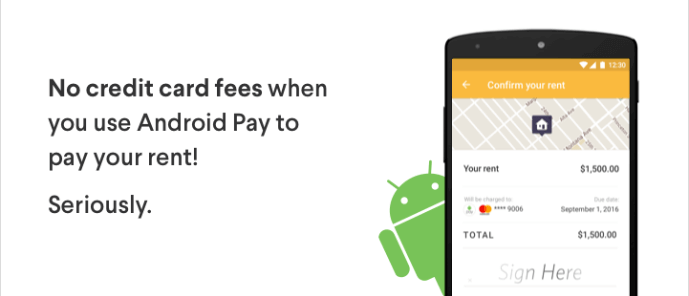 No credit card fees when
you use Android Pay to
pay your rent!
Seriously.
12:30
Confirm your rent
Your rent $1,500.00
Will be charged to: Due date:
**** 9006 September 1, 2016
TOTAL $1,500.00
Sign Here